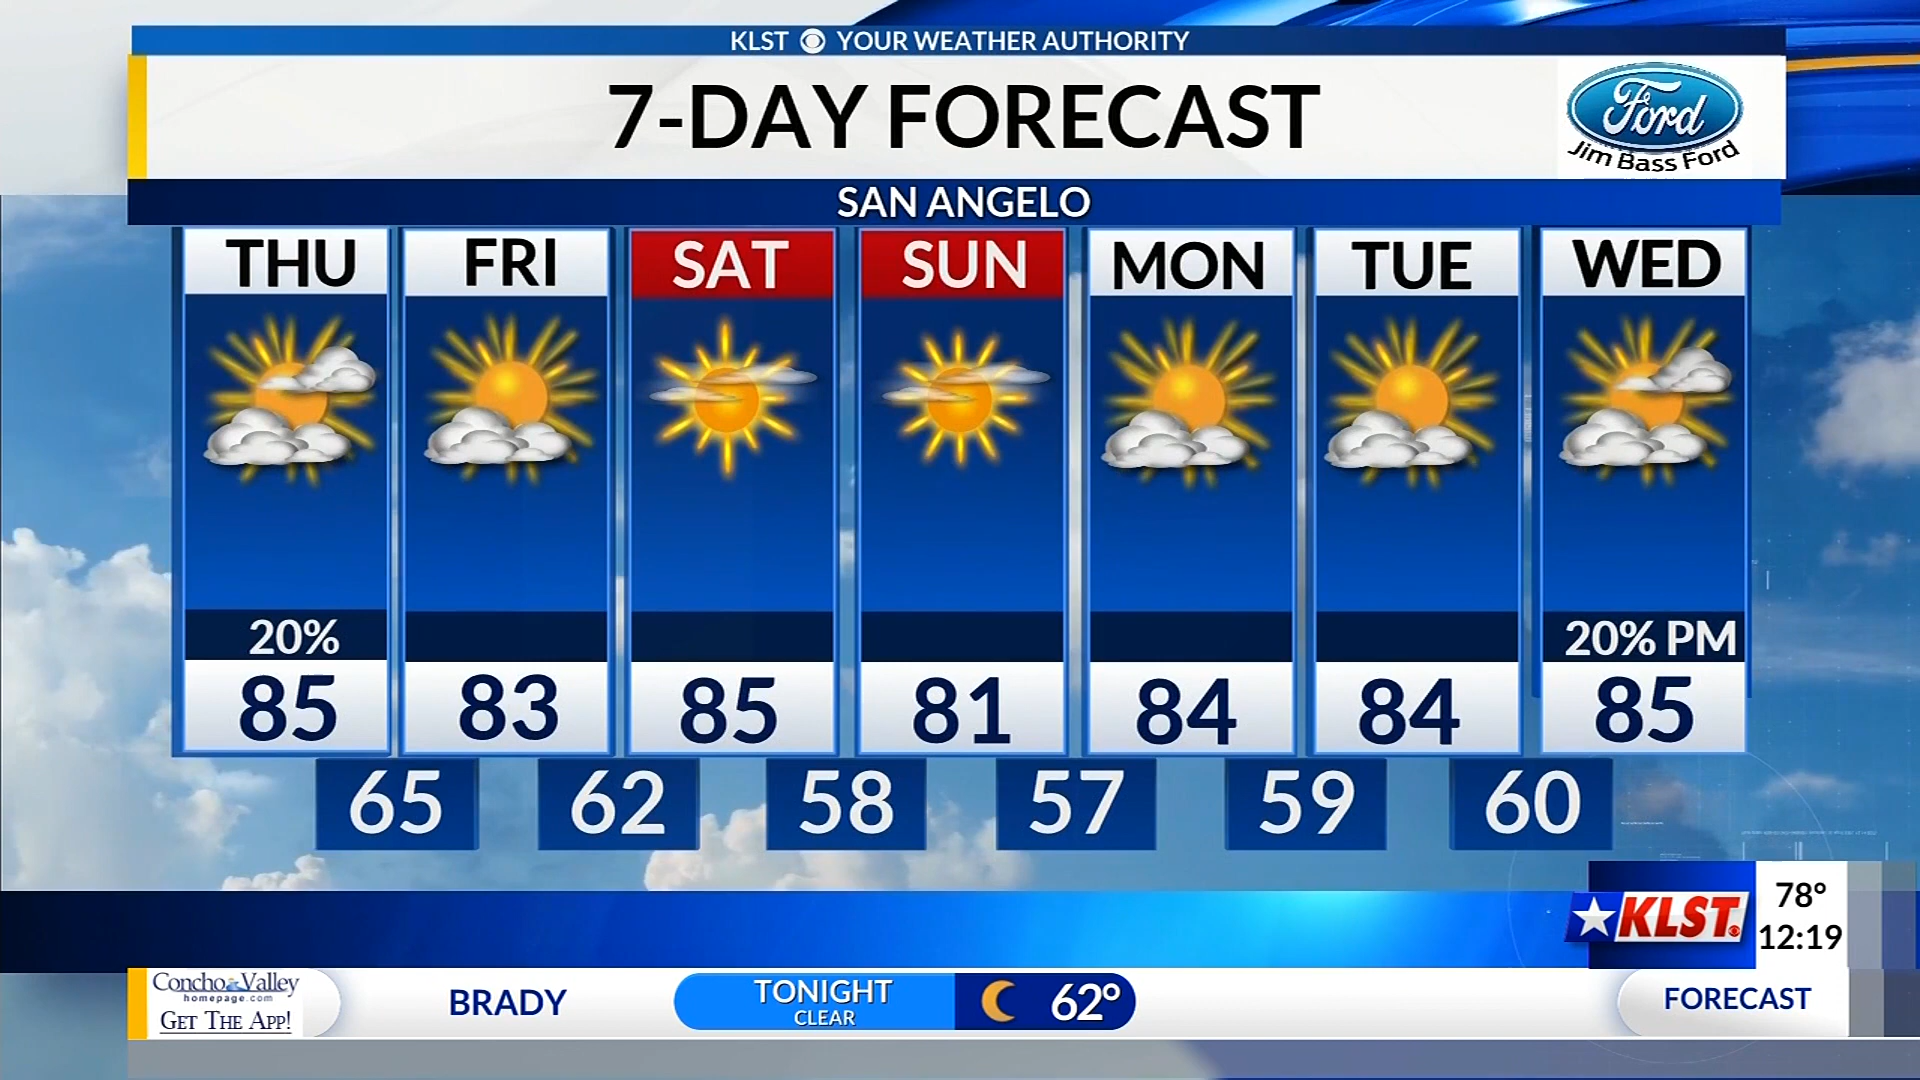 KLST YOUR WEATHER AUTHORITY
7-DAY FORECAST
Ford
Jim Bass Ford
SAN ANGELO
THU FRI SAT SUN MON TUE WED
20% 20% PM
85 83 85 81 84 84 85
65 62 58 57 59 60
KLST
78°
12:19
Concho Valley
homepage.com
GET THE APP!
BRADY
TONIGHT
CLEAR
62°
FORECAST